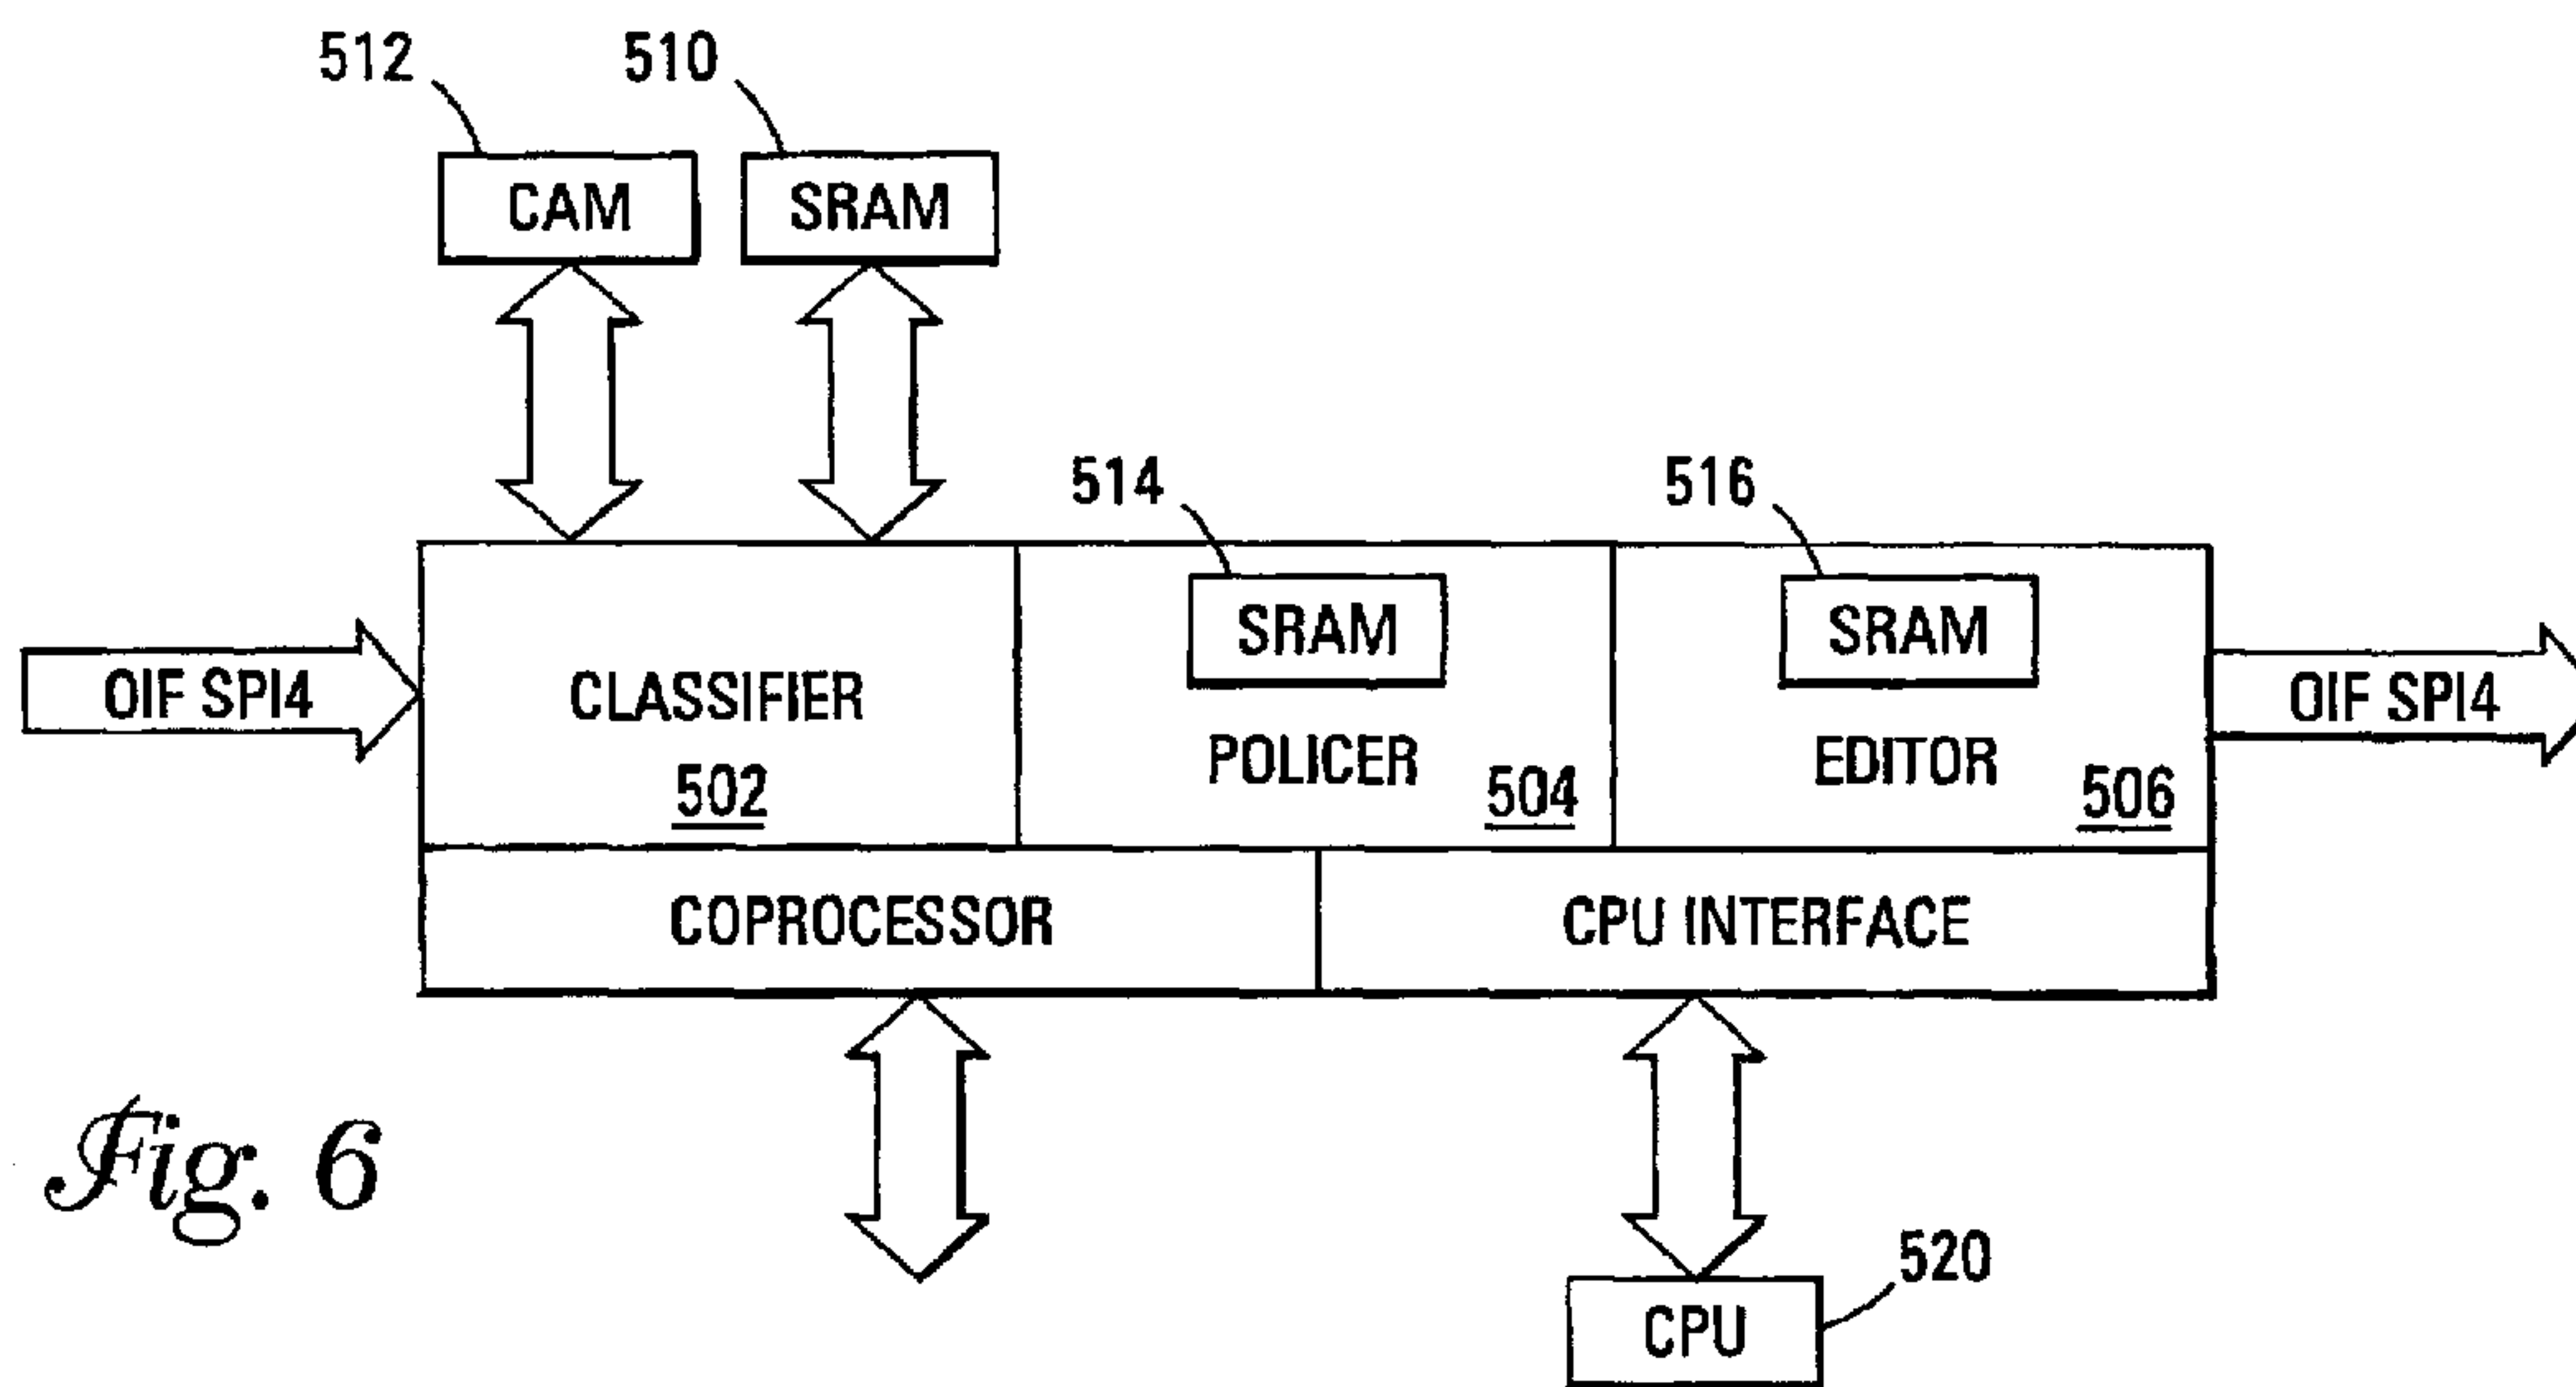 512 510
CAM SRAM
514 516
SRAM SRAM
OIF SPI4 CLASSIFIER OIF SPI4
POLICER EDITOR
502 504 506
COPROCESSOR CPU INTERFACE
Fig. 6
520
CPU